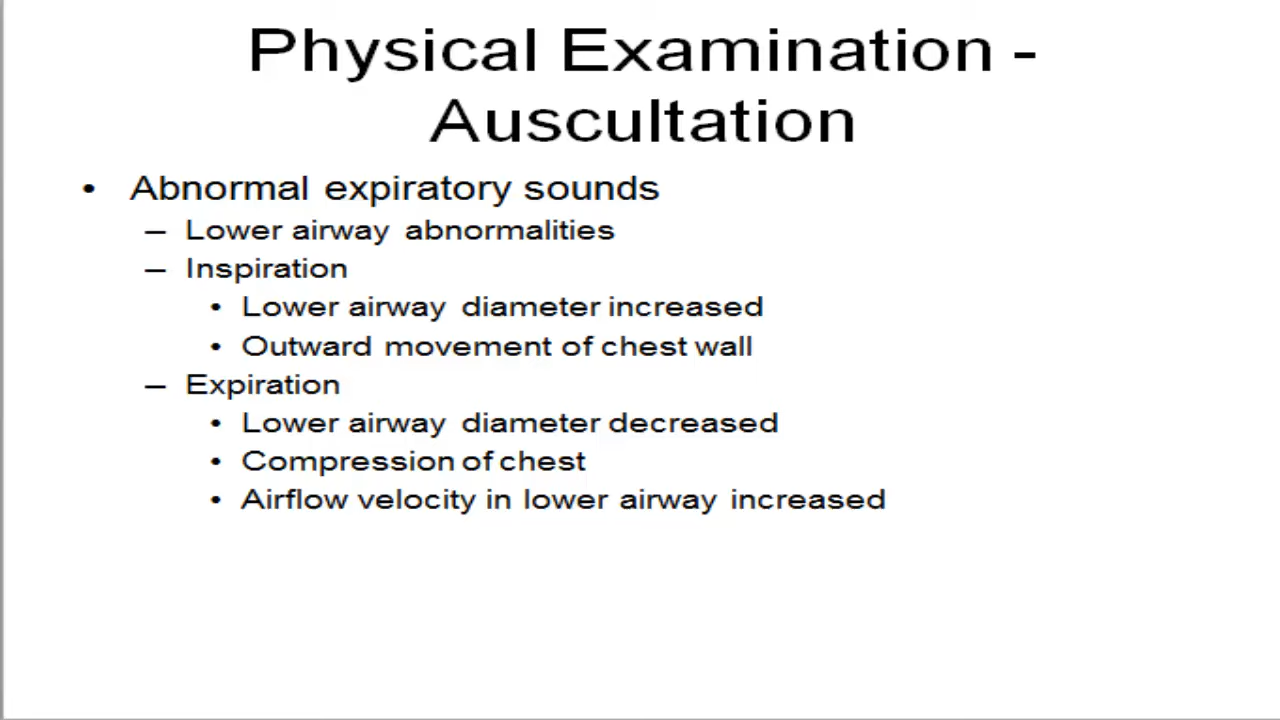 Physical Examination -
Auscultation
• Abnormal expiratory sounds
– Lower airway abnormalities
– Inspiration
• Lower airway diameter increased
• Outward movement of chest wall
– Expiration
• Lower airway diameter decreased
• Compression of chest
• Airflow velocity in lower airway increased